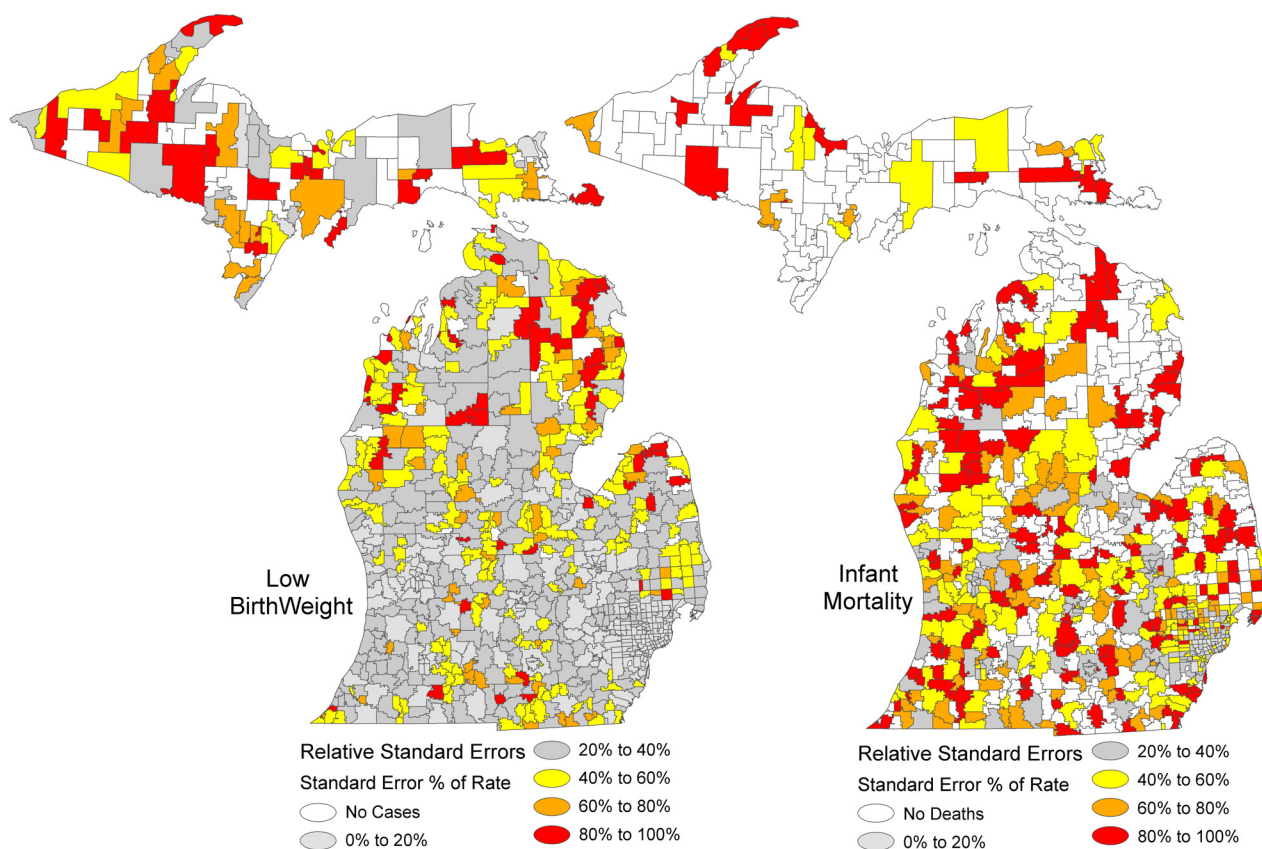 Low
BirthWeight
Relative Standard Errors
Standard Error % of Rate
No Cases
0% to 20%
20% to 40%
40% to 60%
60% to 80%
80% to 100%
Infant
Mortality
Relative Standard Errors
Standard Error % of Rate
No Deaths
0% to 20%
20% to 40%
40% to 60%
60% to 80%
80% to 100%